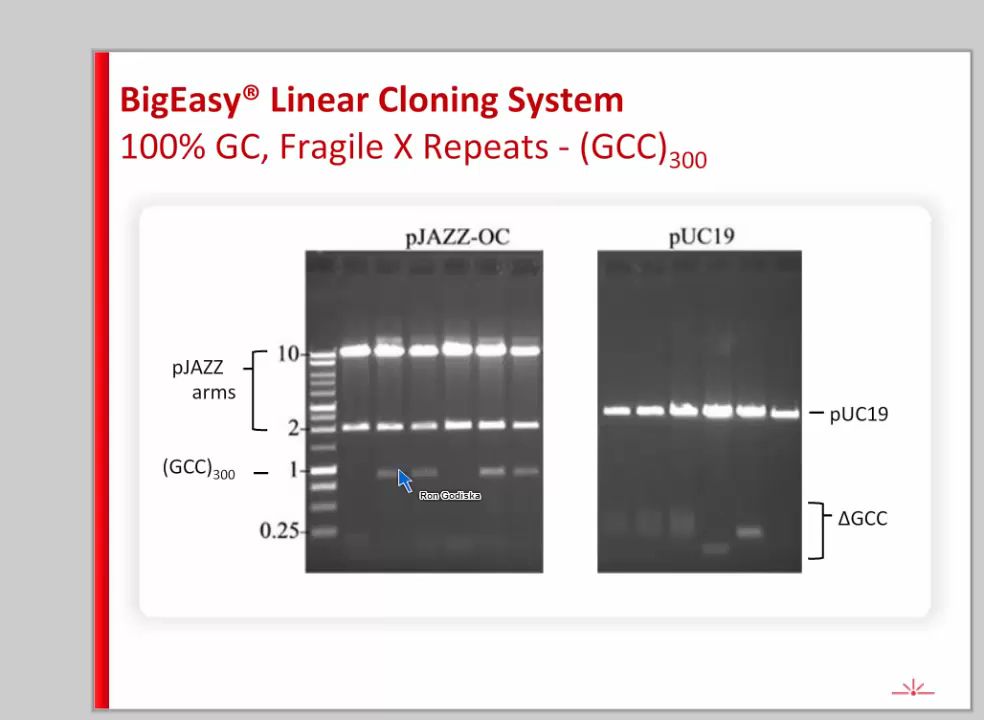 BigEasy® Linear Cloning System
100% GC, Fragile X Repeats - (GCC)300
pJAZZ-OC
pUC19
pJAZZ
arms
10
2
(GCC)300
1
0.25
Ron Godiska
pUC19
ΔGCC